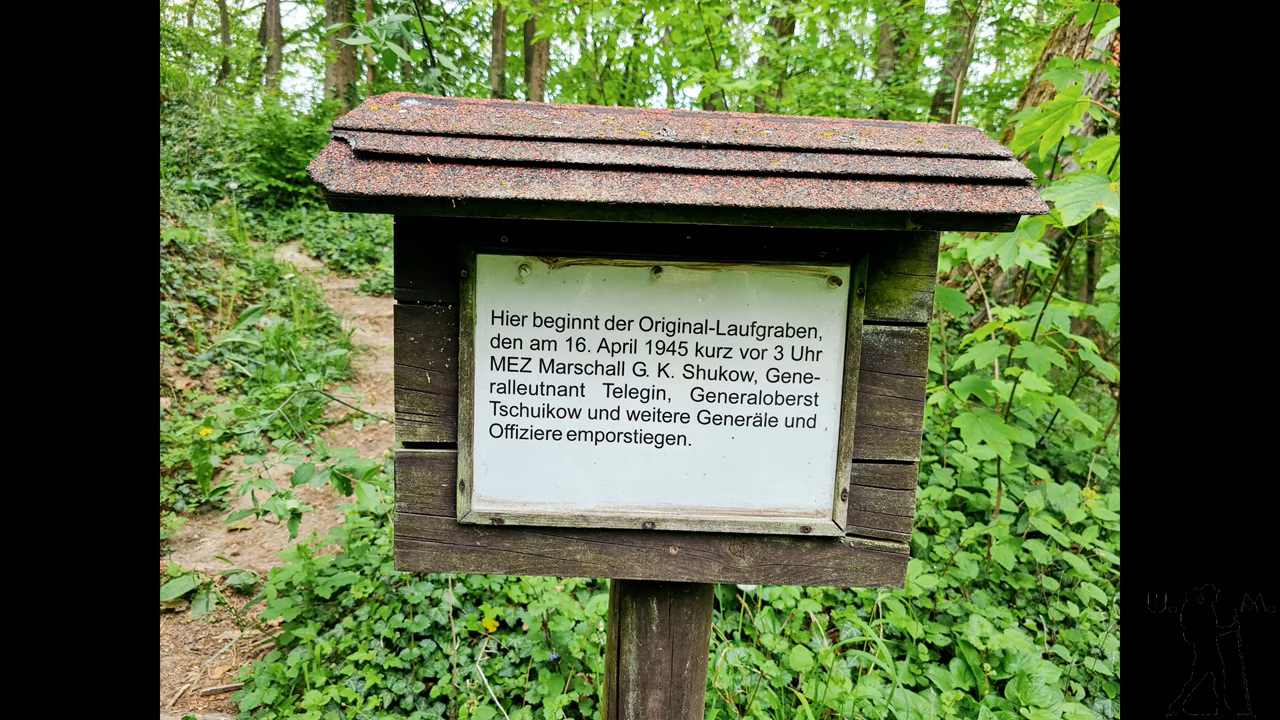 Hier beginnt der Original-Laufgraben,
den am 16. April 1945 kurz vor 3 Uhr
MEZ Marschall G. K. Shukow, Gene-
ralleutnant Telegin, Generaloberst
Tschuikow und weitere Generäle und
Offiziere emporstiegen.
U. M.